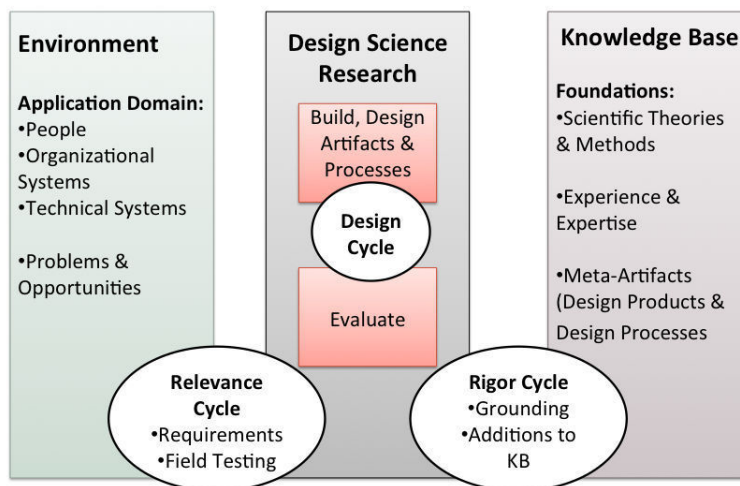 Environment
Application Domain:
•People
•Organizational
Systems
•Technical Systems
•Problems &
Opportunities
Design Science
Research
Build, Design
Artifacts &
Processes
Design
Cycle
Evaluate
Relevance
Cycle
•Requirements
•Field Testing
Knowledge Base
Foundations:
•Scientific Theories
& Methods
•Experience &
Expertise
•Meta-Artifacts
(Design Products &
Design Processes
Rigor Cycle
•Grounding
•Additions to
KB